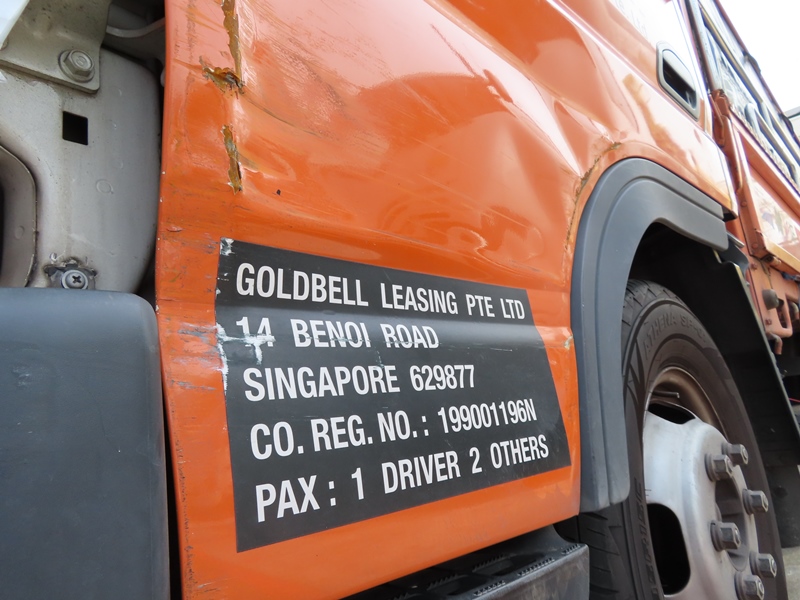 GOLDBELL LEASING PTE LTD
14 BENOI ROAD
SINGAPORE 629877
CO. REG. NO. : 199001196N
PAX : 1 DRIVER 2 OTHERS